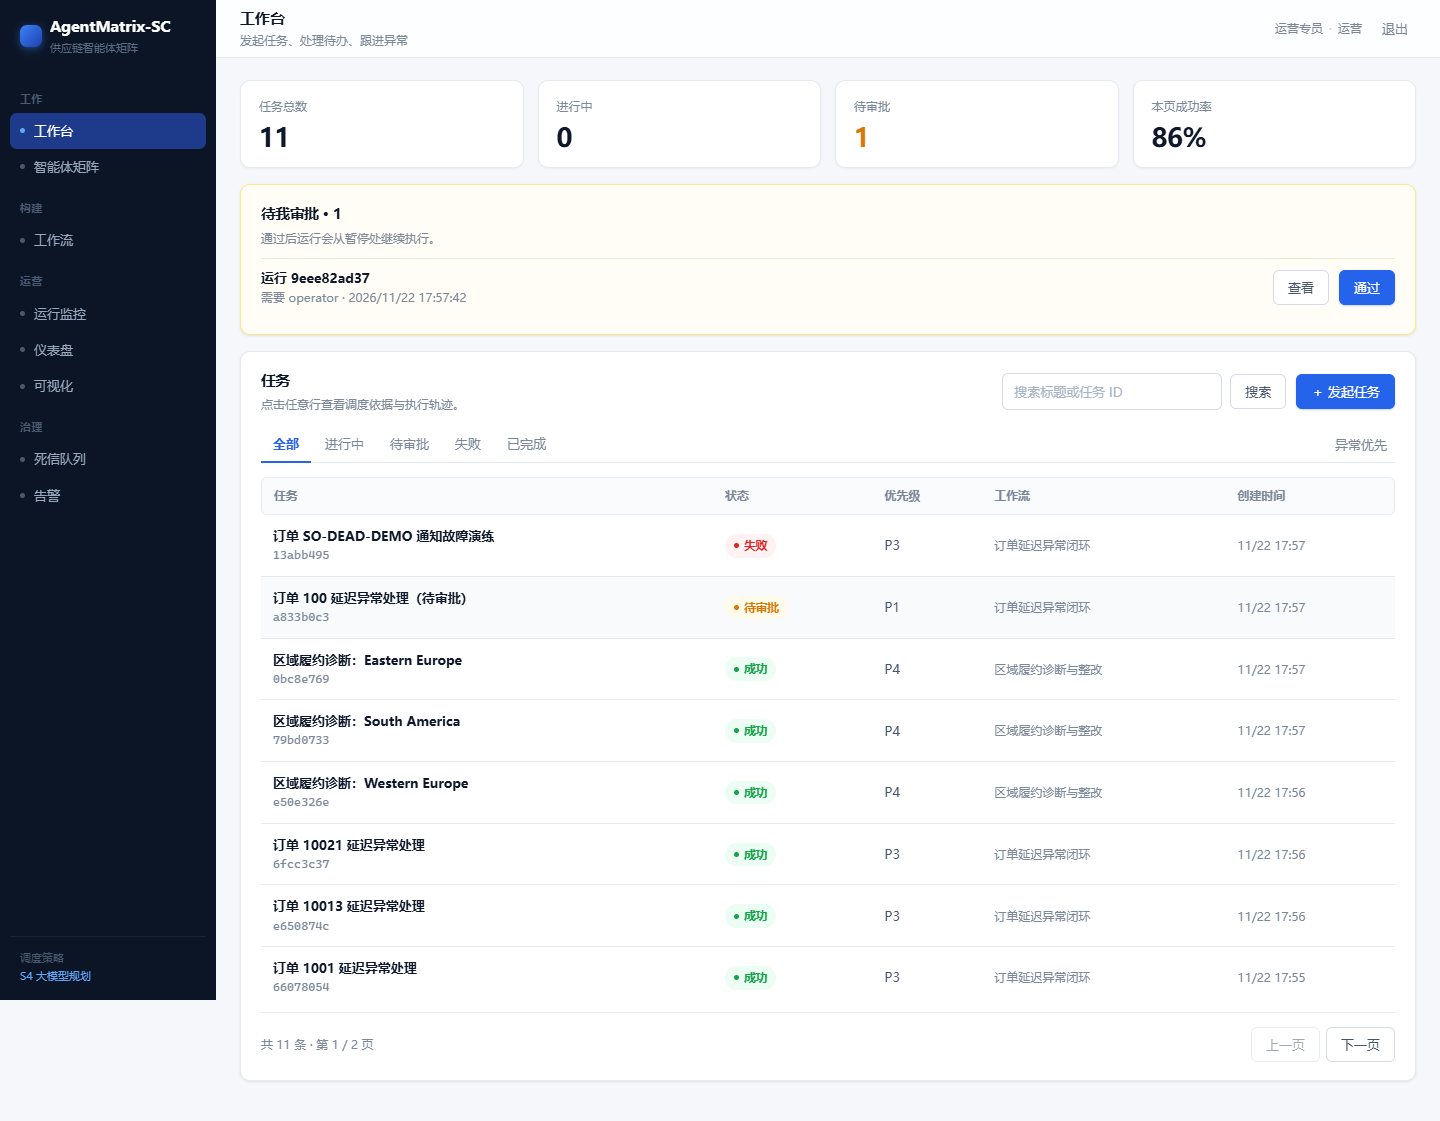 AgentMatrix-SC
供应链智能体矩阵
工作
工作台
智能体矩阵
构建
工作流
运营
运行监控
仪表盘
可视化
治理
死信队列
告警
调度策略
S4 大模型规划
工作台
发起任务、处理待办、跟进异常
运营专员 · 运营 退出
任务总数
11
进行中
0
待审批
1
本页成功率
86%
待我审批 • 1
通过后运行会从暂停处继续执行。
运行 9eee82ad37
需要 operator · 2026/11/22 17:57:42
查看 通过
任务
点击任意行查看调度依据与执行轨迹。
搜索标题或任务 ID 搜索 + 发起任务
全部 进行中 待审批 失败 已完成 异常优先
任务 状态 优先级 工作流 创建时间
订单 SO-DEAD-DEMO 通知故障演练
13abb495
失败 P3 订单延迟异常闭环 11/22 17:57
订单 100 延迟异常处理（待审批）
a833b0c3
待审批 P1 订单延迟异常闭环 11/22 17:57
区域履约诊断：Eastern Europe
0bc8e769
成功 P4 区域履约诊断与整改 11/22 17:57
区域履约诊断：South America
79bd0733
成功 P4 区域履约诊断与整改 11/22 17:57
区域履约诊断：Western Europe
e50e326e
成功 P4 区域履约诊断与整改 11/22 17:56
订单 10021 延迟异常处理
6fcc3c37
成功 P3 订单延迟异常闭环 11/22 17:56
订单 10013 延迟异常处理
e650874c
成功 P3 订单延迟异常闭环 11/22 17:56
订单 1001 延迟异常处理
66078054
成功 P3 订单延迟异常闭环 11/22 17:55
共 11 条 · 第 1 / 2 页
上一页 下一页